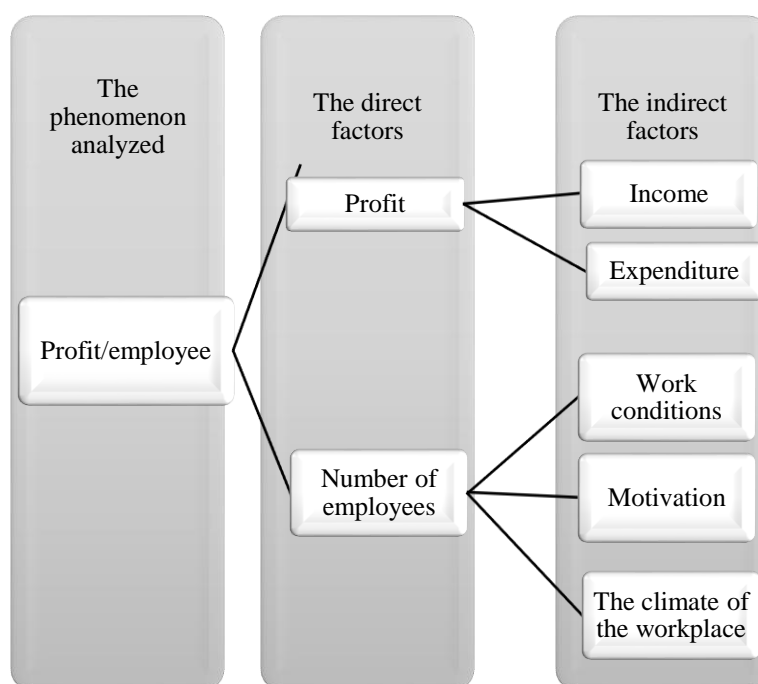 The
phenomenon
analyzed
Profit/employee
The direct
factors
Profit
Number of
employees
The indirect
factors
Income
Expenditure
Work
conditions
Motivation
The climate of
the workplace